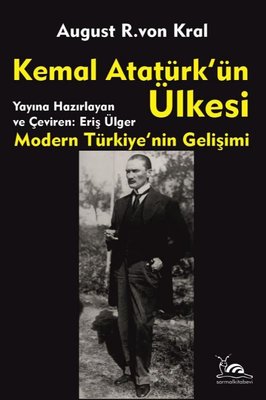 August R.von Kral
Kemal Atatürk'ün
Ülkesi
Yayına Hazırlayan
ve Çeviren: Eriş Ülger
Modern Türkiye'nin Gelişimi
sarmalkitabevi